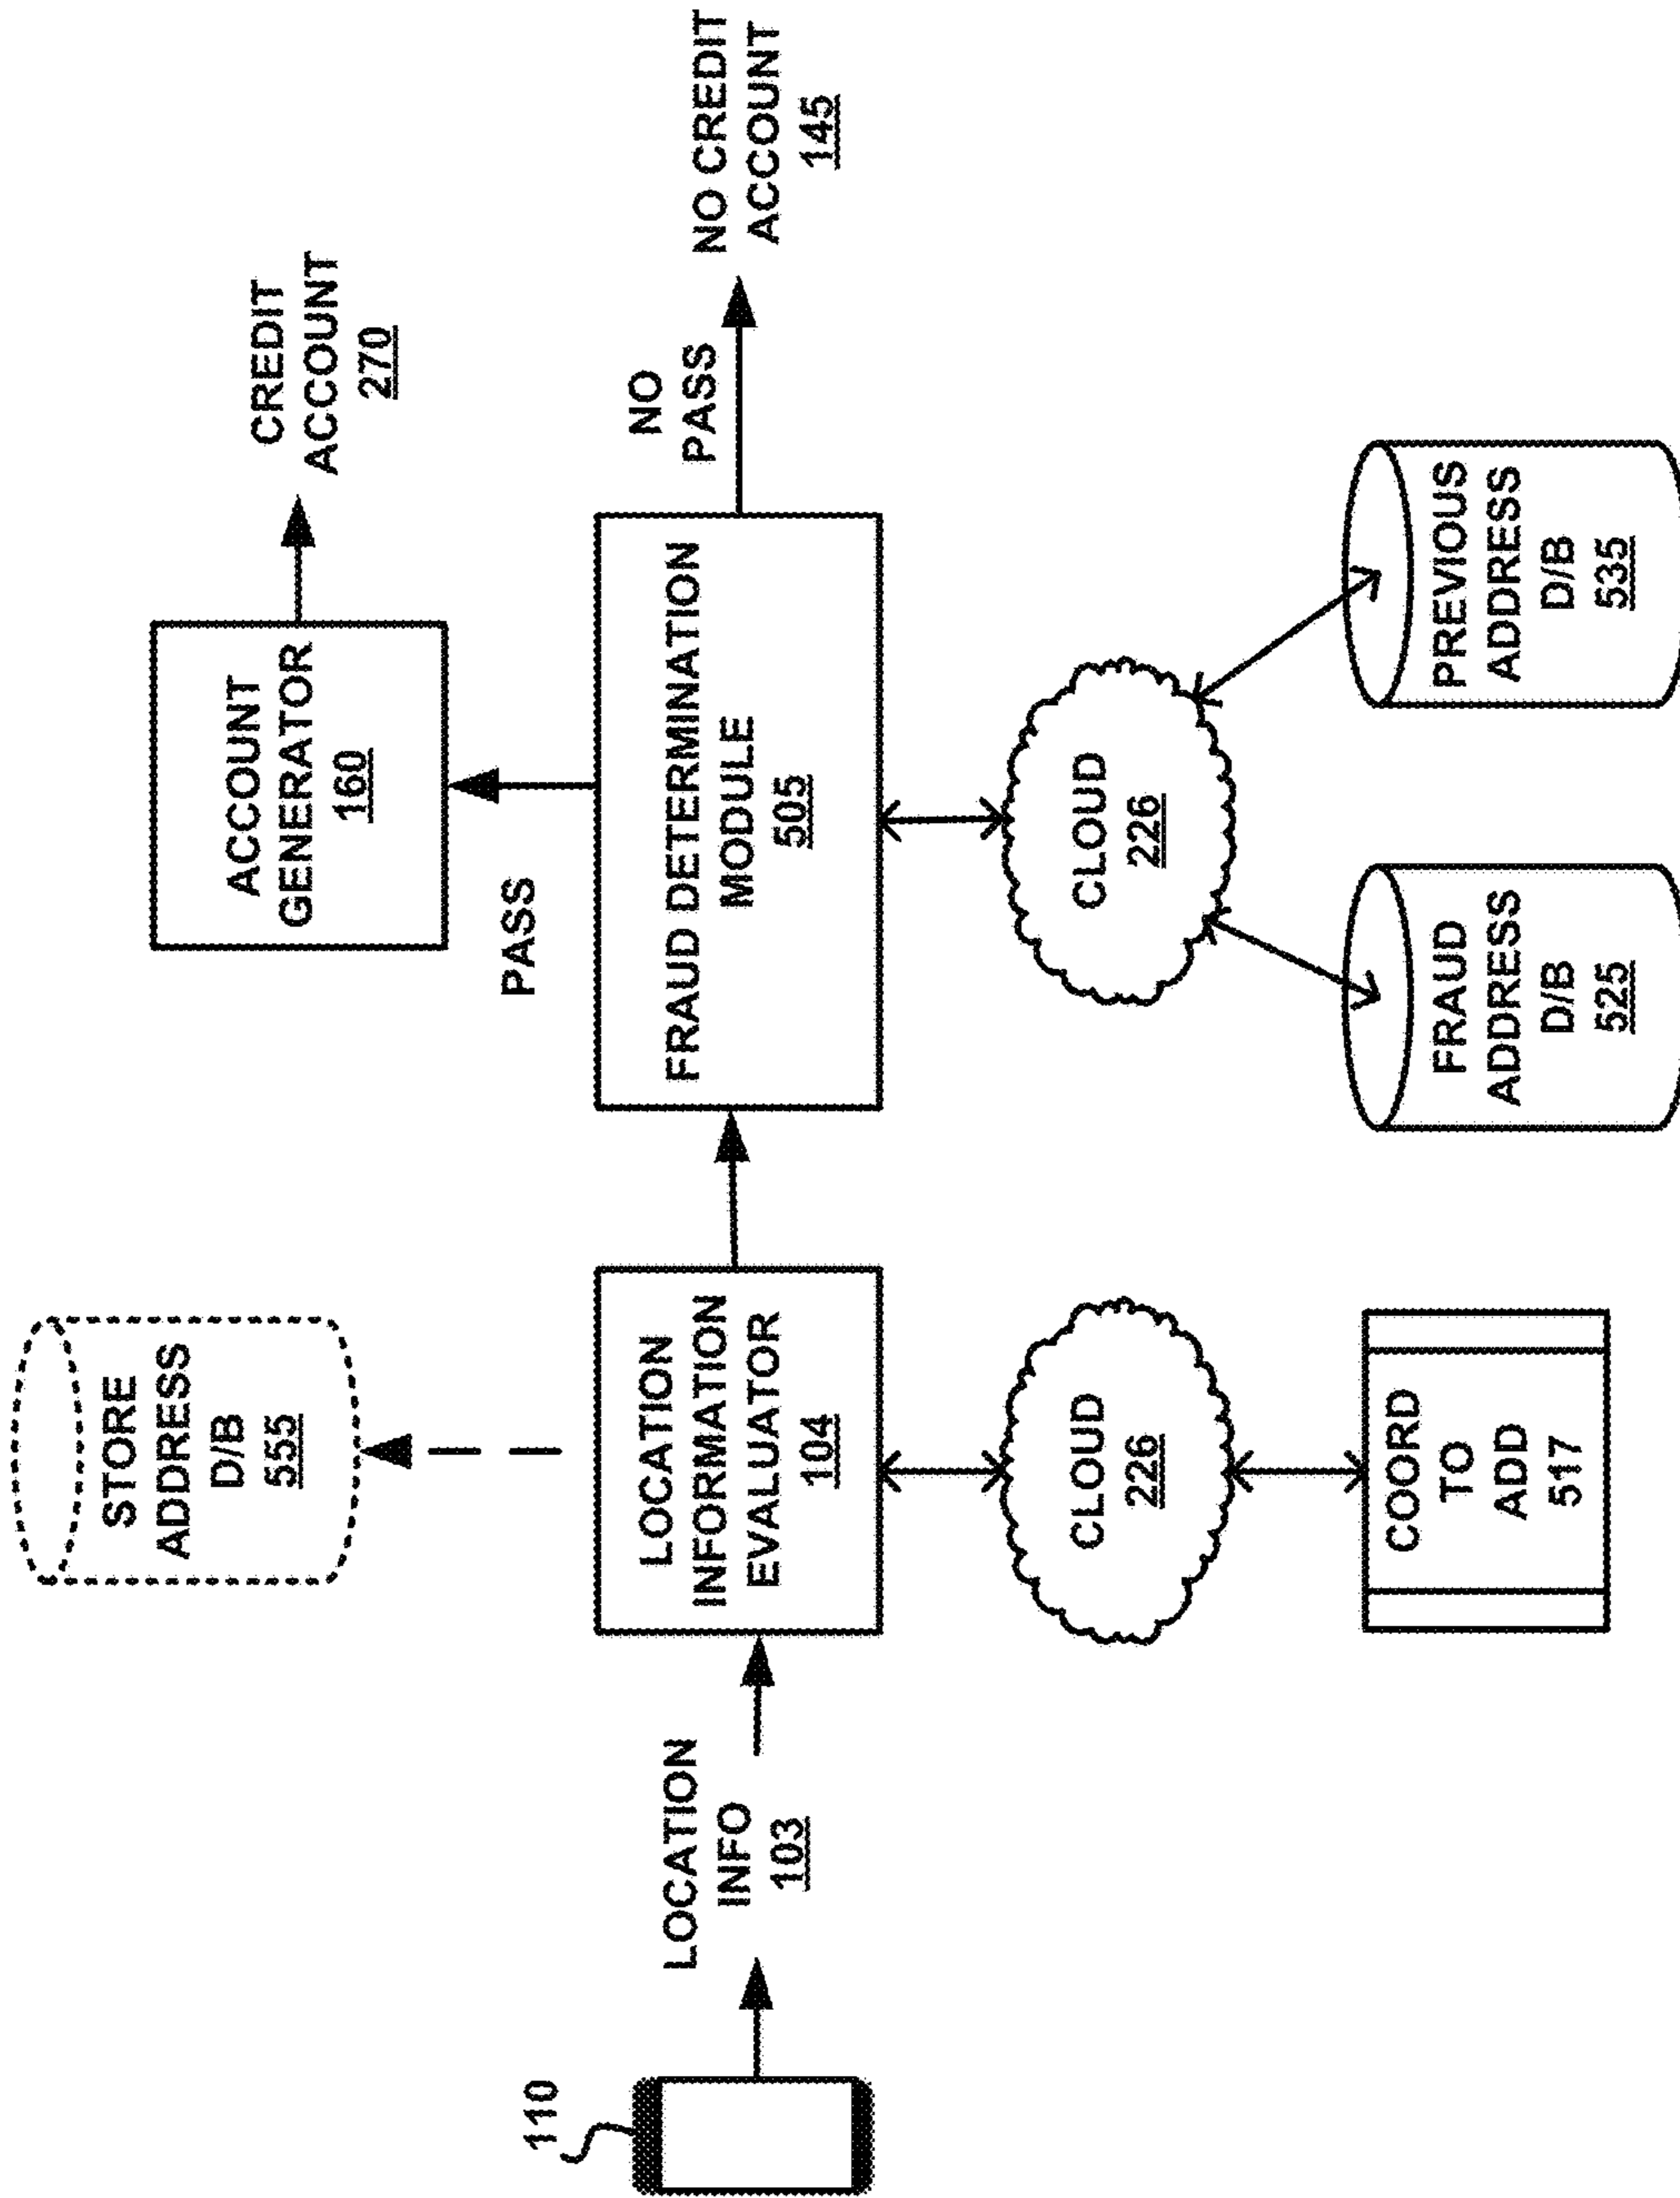 STORE
ADDRESS
D/B
555
ACCOUNT
GENERATOR
160
CREDIT
ACCOUNT
270
PASS
110
LOCATION
INFO
103
LOCATION
INFORMATION
EVALUATOR
104
FRAUD DETERMINATION
MODULE
505
NO
PASS
NO CREDIT
ACCOUNT
145
CLOUD
226
CLOUD
226
COORD
TO
ADD
517
FRAUD
ADDRESS
D/B
525
PREVIOUS
ADDRESS
D/B
535